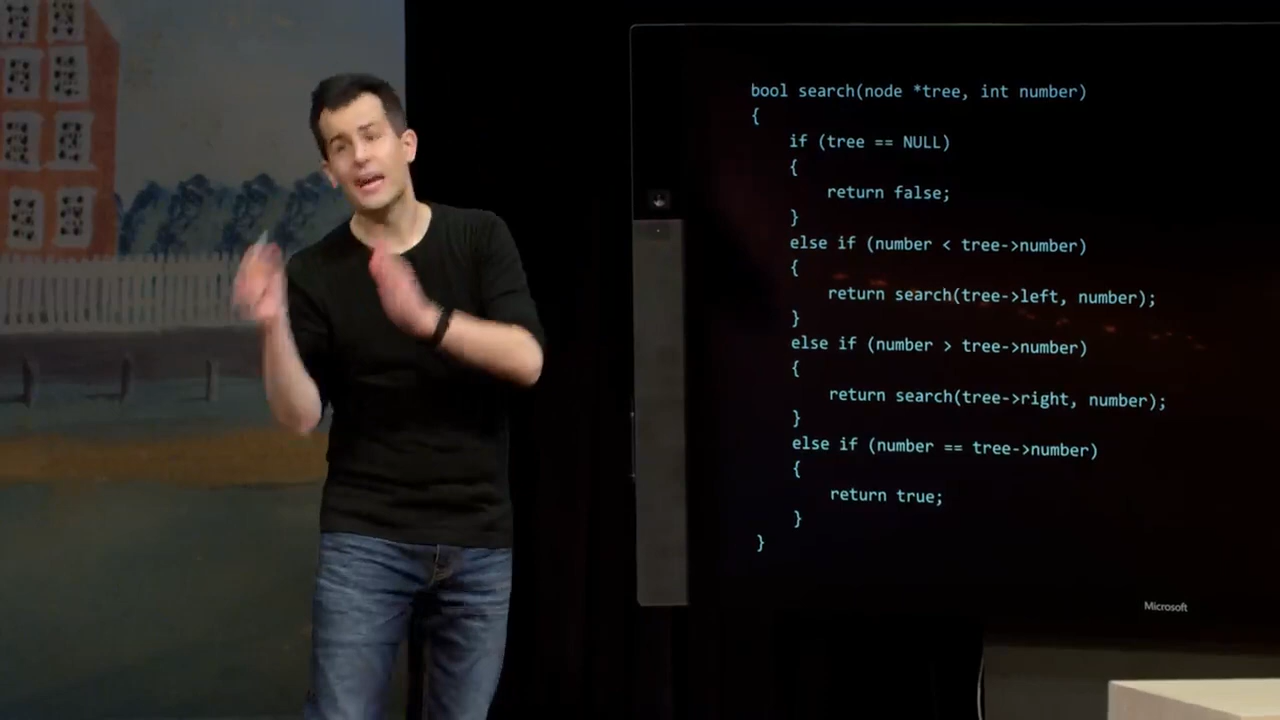 bool search(node *tree, int number)
{
    if (tree == NULL)
    {
        return false;
    }
    else if (number < tree->number)
    {
        return search(tree->left, number);
    }
    else if (number > tree->number)
    {
        return search(tree->right, number);
    }
    else if (number == tree->number)
    {
        return true;
    }
}
Microsoft